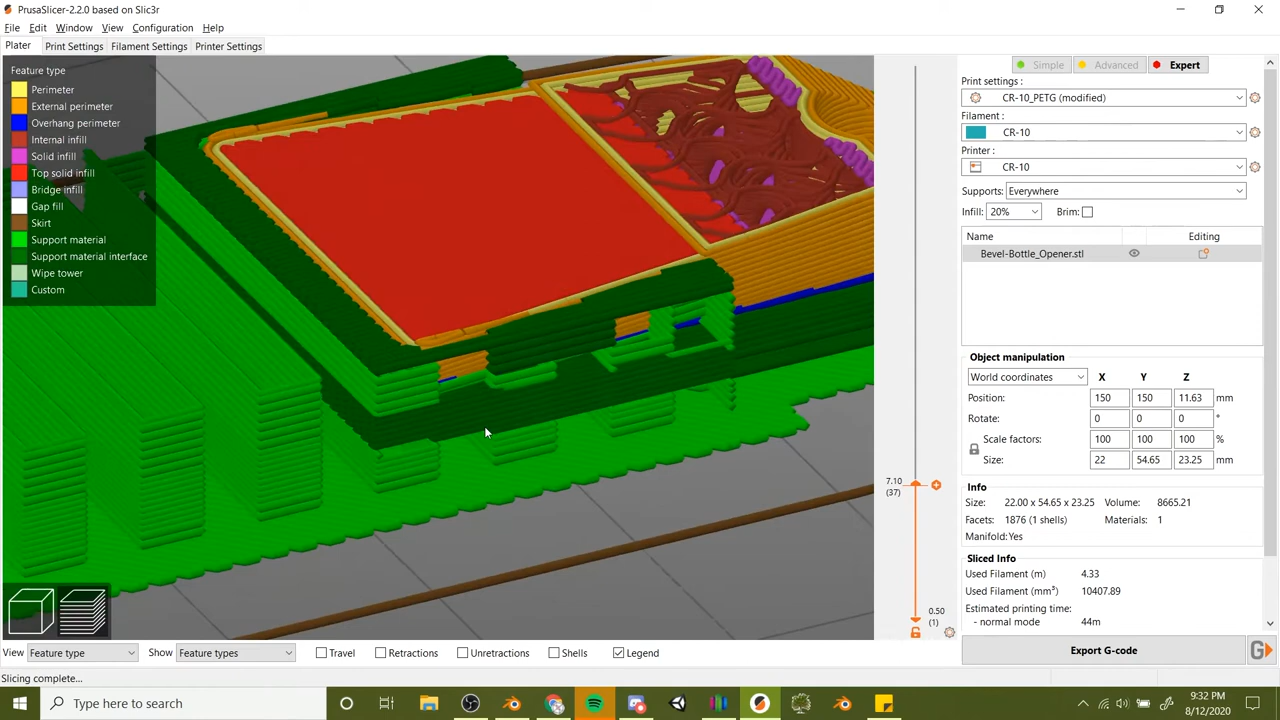 PrusaSlicer-2.2.0 based on Slic3r
File Edit Window View Configuration Help
Plater Print Settings Filament Settings Printer Settings
Feature type
Perimeter
External perimeter
Overhang perimeter
Internal infill
Solid infill
Top solid infill
Bridge infill
Gap fill
Skirt
Support material
Support material interface
Wipe tower
Custom
7.10
(37)
0.50
(1)
Simple Advanced Expert
Print settings :
CR-10_PETG (modified)
Filament :
CR-10
Printer :
CR-10
Supports: Everywhere
Infill: 20% Brim:
Name Editing
Bevel-Bottle_Opener.stl
Object manipulation
World coordinates X Y Z
Position: 150 150 11.63 mm
Rotate: 0 0 0 °
Scale factors: 100 100 100 %
Size: 22 54.65 23.25 mm
Info
Size: 22.00 x 54.65 x 23.25 Volume: 8665.21
Facets: 1876 (1 shells) Materials: 1
Manifold: Yes
Sliced Info
Used Filament (m) 4.33
Used Filament (mm³) 10407.89
Estimated printing time:
- normal mode 44m
Export G-code
G
View Feature type Show Feature types Travel Retractions Unretractions Shells Legend
Slicing complete...
Type here to search
9:32 PM
8/12/2020